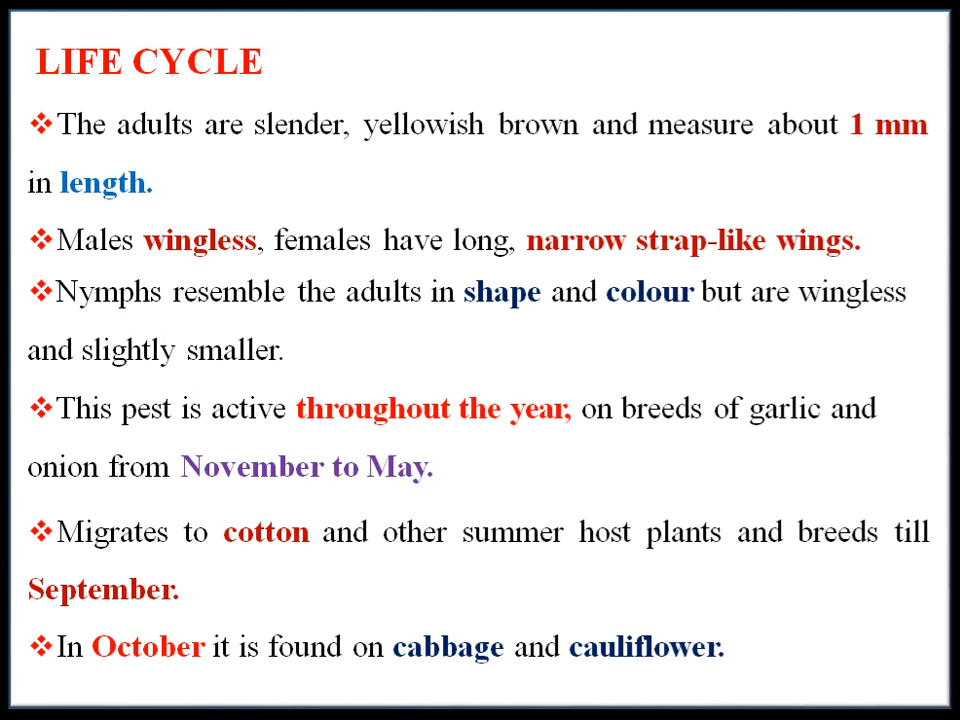 LIFE CYCLE
❖The adults are slender, yellowish brown and measure about 1 mm
in length.
❖Males wingless, females have long, narrow strap-like wings.
❖Nymphs resemble the adults in shape and colour but are wingless
and slightly smaller.
❖This pest is active throughout the year, on breeds of garlic and
onion from November to May.
❖Migrates to cotton and other summer host plants and breeds till
September.
❖In October it is found on cabbage and cauliflower.